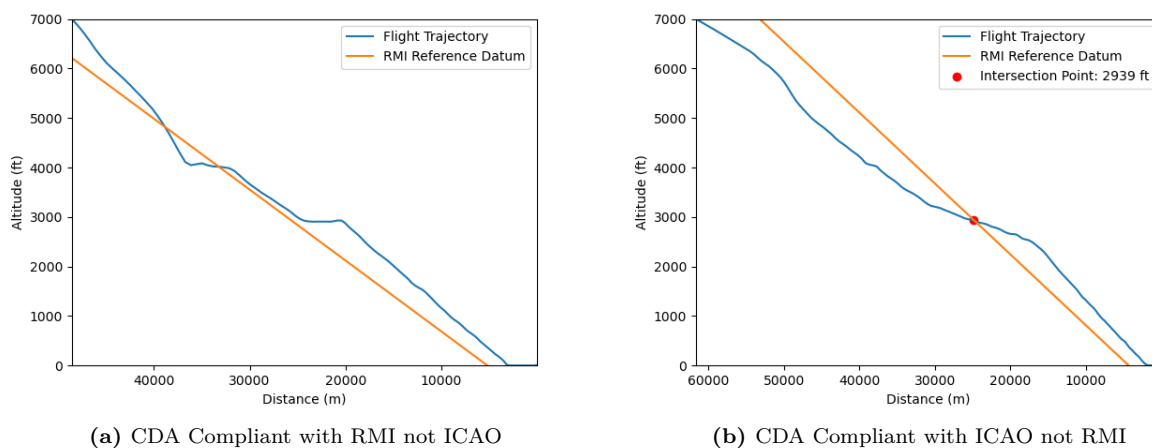 7000
6000
5000
4000
3000
2000
1000
0
Altitude (ft)
40000 30000 20000 10000
Distance (m)
Flight Trajectory
RMI Reference Datum
(a) CDA Compliant with RMI not ICAO
7000
6000
5000
4000
3000
2000
1000
0
Altitude (ft)
60000 50000 40000 30000 20000 10000
Distance (m)
Flight Trajectory
RMI Reference Datum
Intersection Point: 2939 ft
(b) CDA Compliant with ICAO not RMI